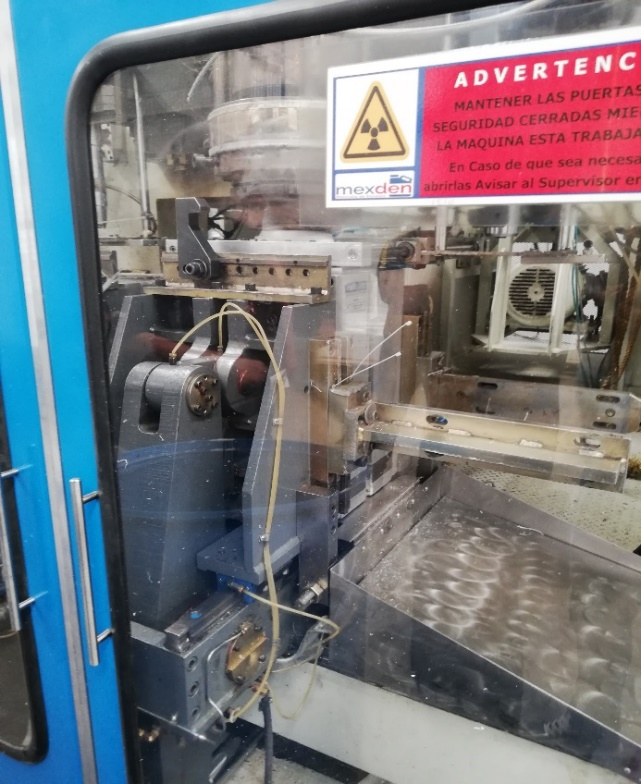 ADVERTENC
MANTENER LAS PUERTAS
SEGURIDAD CERRADAS MIE
LA MAQUINA ESTA TRABAJA
En Caso de que sea necesa
abrirlas Avisar al Supervisor en
mexden